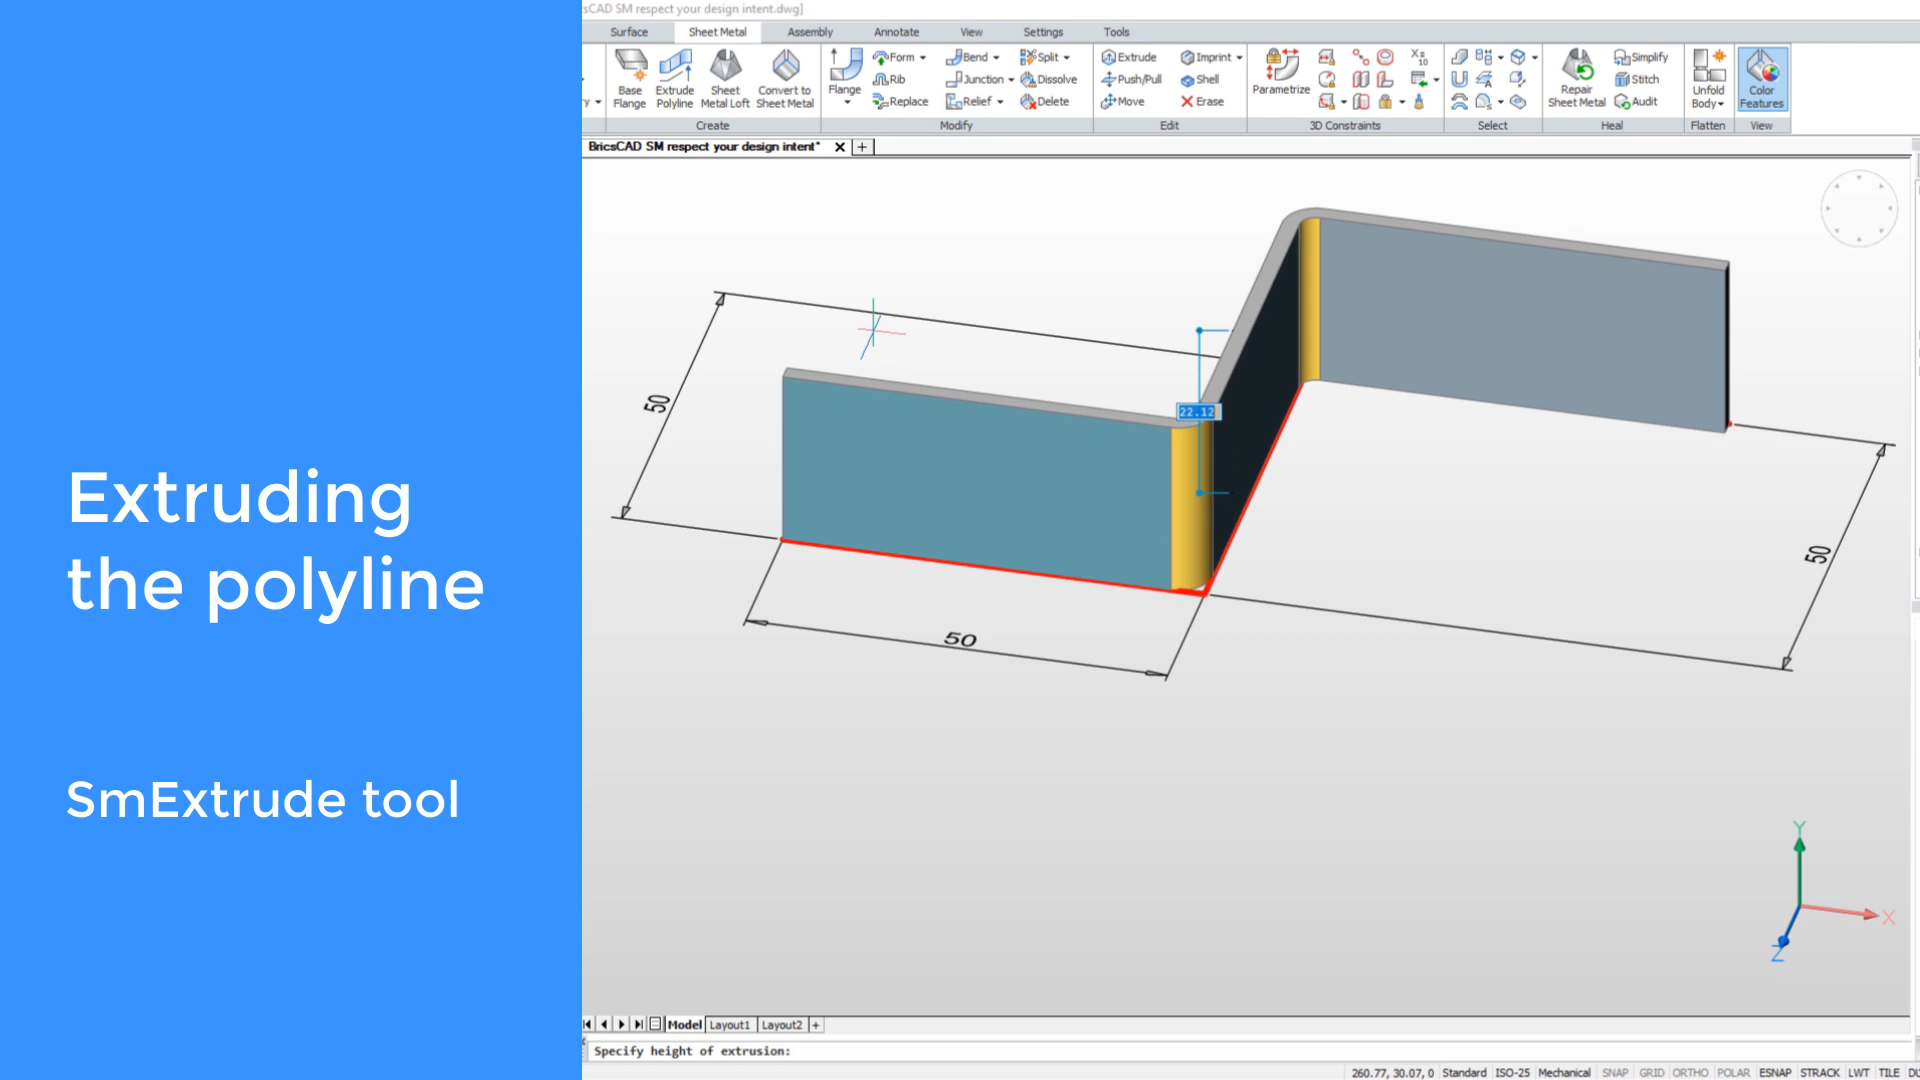 Extruding
the polyline
SmExtrude tool
sCAD SM respect your design intent.dwg]
Surface Sheet Metal Assembly Annotate View Settings Tools
Base Flange
Extrude Polyline
Sheet Metal Loft
Convert to Sheet Metal
Create
Flange
Form Bend Split
Rib Junction Dissolve
Replace Relief Delete
Modify
Extrude Imprint
Push/Pull Shell
Move Erase
Edit
Parametrize
3D Constraints
Select
Repair Sheet Metal
Simplify
Stitch
Audit
Heal
Unfold Body
Flatten
Color Features
View
BricsCAD SM respect your design intent*
50
22.12
50
50
Y
X
Z
Model Layout1 Layout2 +
Specify height of extrusion:
260.77, 30.07, 0 Standard ISO-25 Mechanical SNAP GRID ORTHO POLAR ESNAP STRACK LWT TILE